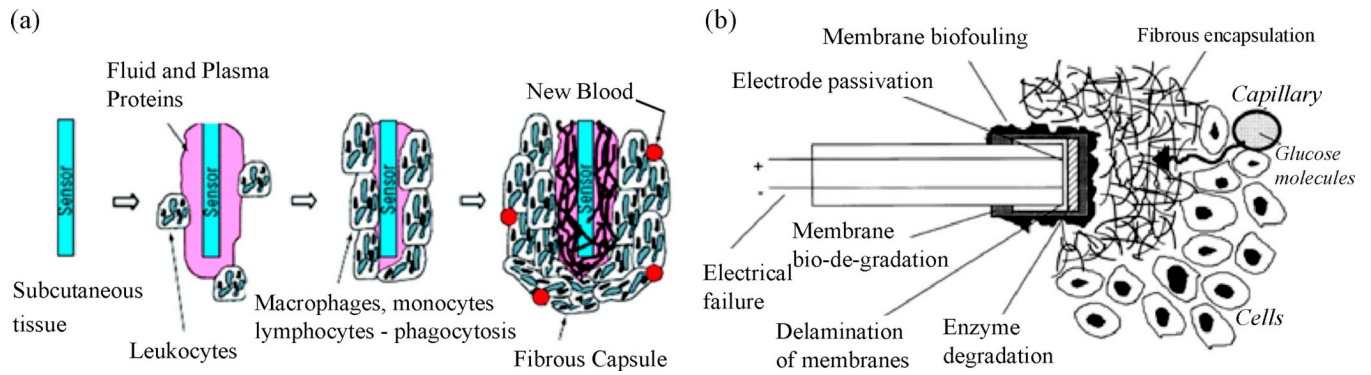 (a)
Fluid and Plasma
Proteins
New Blood
Sensor
Sensor
Sensor
Sensor
Subcutaneous
tissue
Leukocytes
Macrophages, monocytes
lymphocytes - phagocytosis
Fibrous Capsule
(b)
Membrane biofouling
Fibrous encapsulation
Electrode passivation
Capillary
Glucose
molecules
+
-
Membrane
bio-de-gradation
Electrical
failure
Delamination
of membranes
Enzyme
degradation
Cells